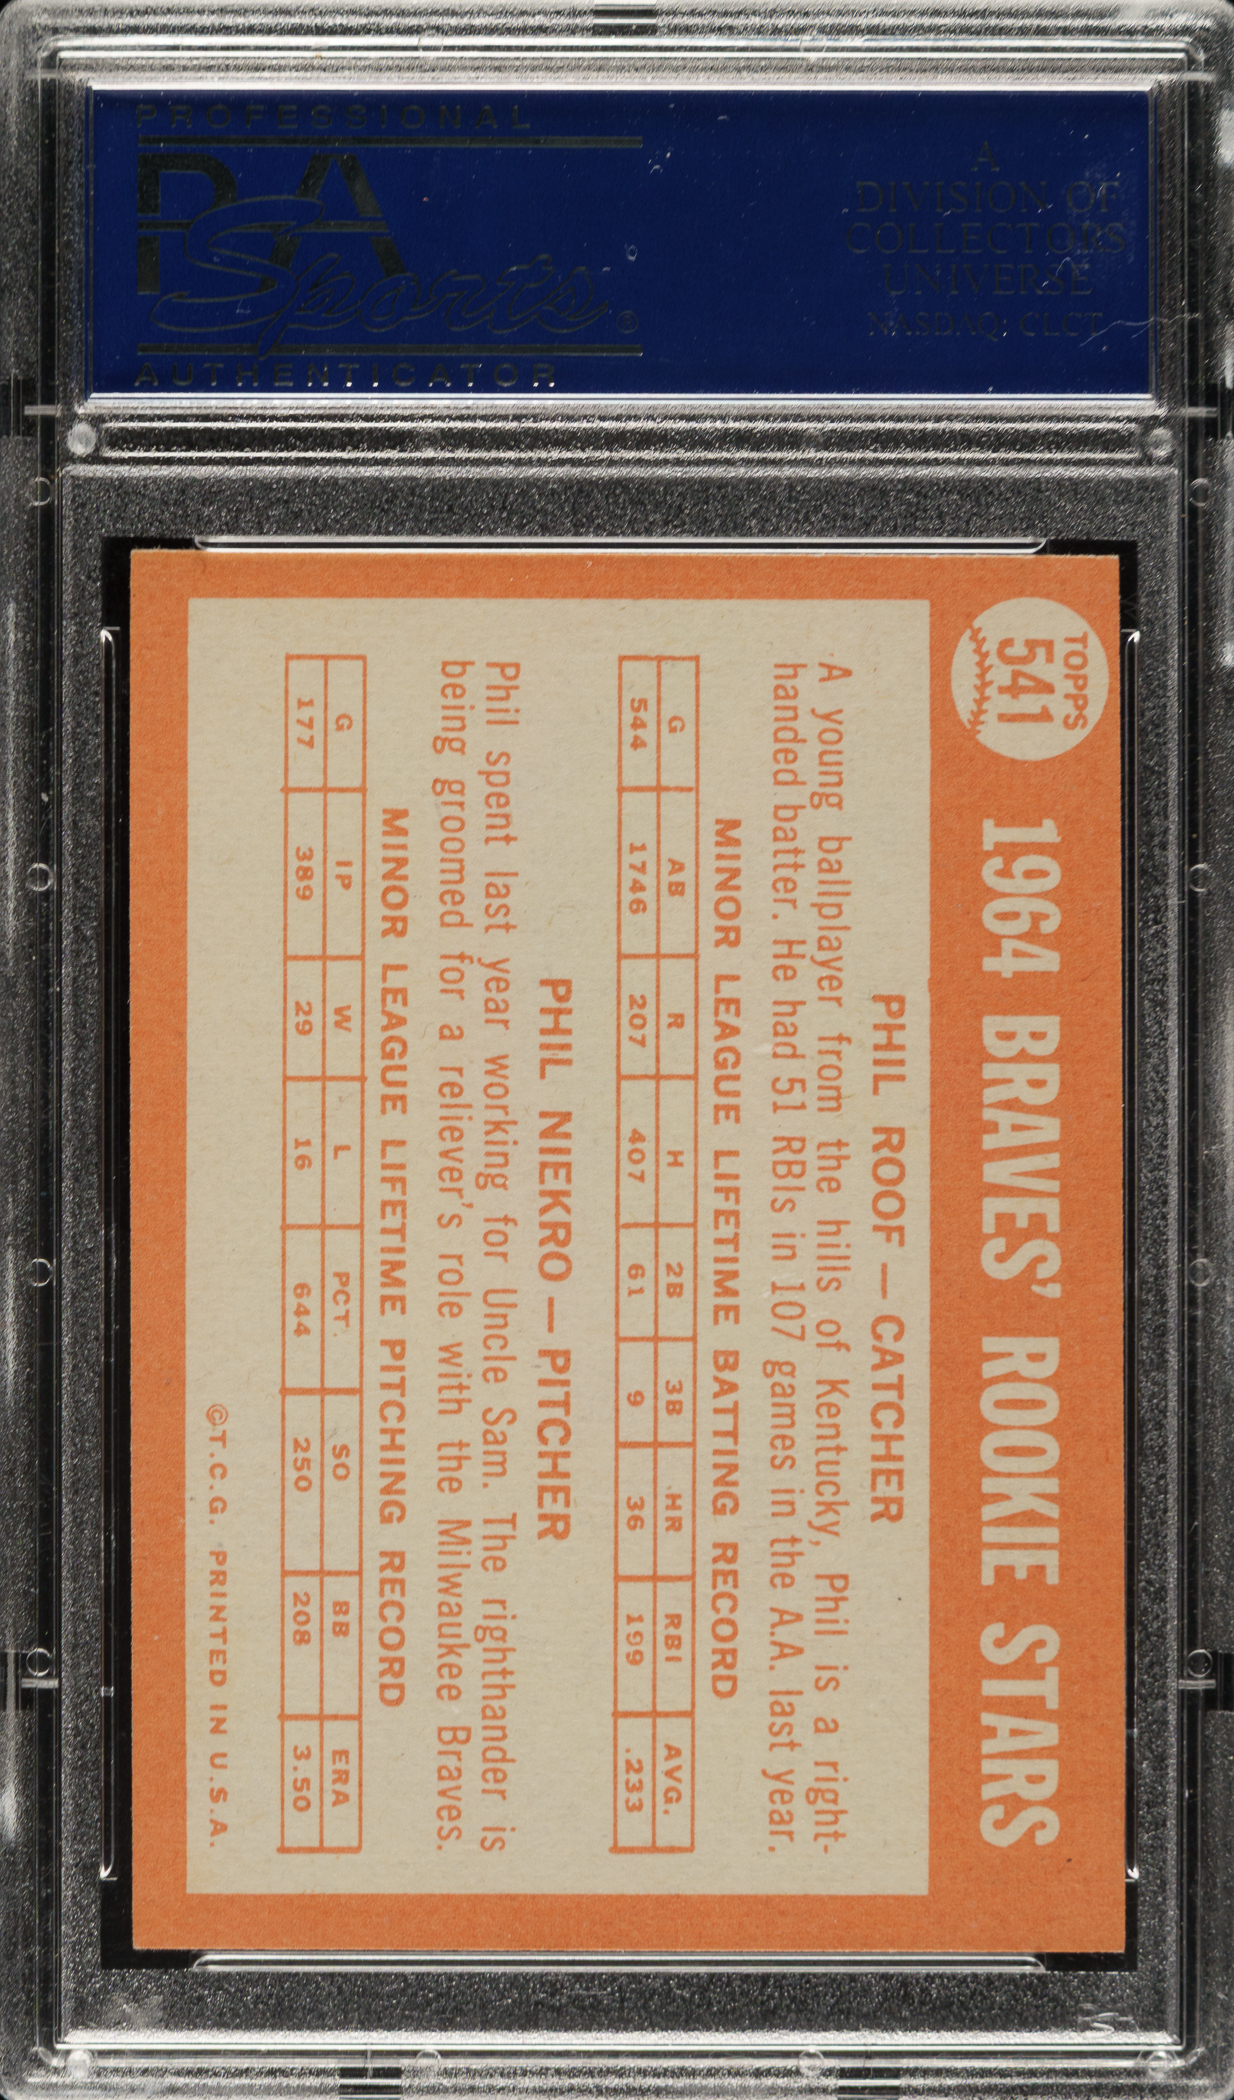 PROFESSIONAL
PSA
Sports®
AUTHENTICATOR
A
DIVISION OF
COLLECTORS
UNIVERSE
NASDAQ: CLCT
TOPPS
541
1964 BRAVES' ROOKIE STARS
PHIL ROOF — CATCHER
A young ballplayer from the hills of Kentucky, Phil is a right-
handed batter. He had 51 RBIs in 107 games in the A.A. last year.
MINOR LEAGUE LIFETIME BATTING RECORD
G AB R H 2B 3B HR RBI AVG.
544 1746 207 407 61 9 36 199 .233
PHIL NIEKRO — PITCHER
Phil spent last year working for Uncle Sam. The righthander is
being groomed for a reliever's role with the Milwaukee Braves.
MINOR LEAGUE LIFETIME PITCHING RECORD
G IP W L PCT. SO BB ERA
177 389 29 16 644 250 208 3.50
©T.C.G. PRINTED IN U.S.A.